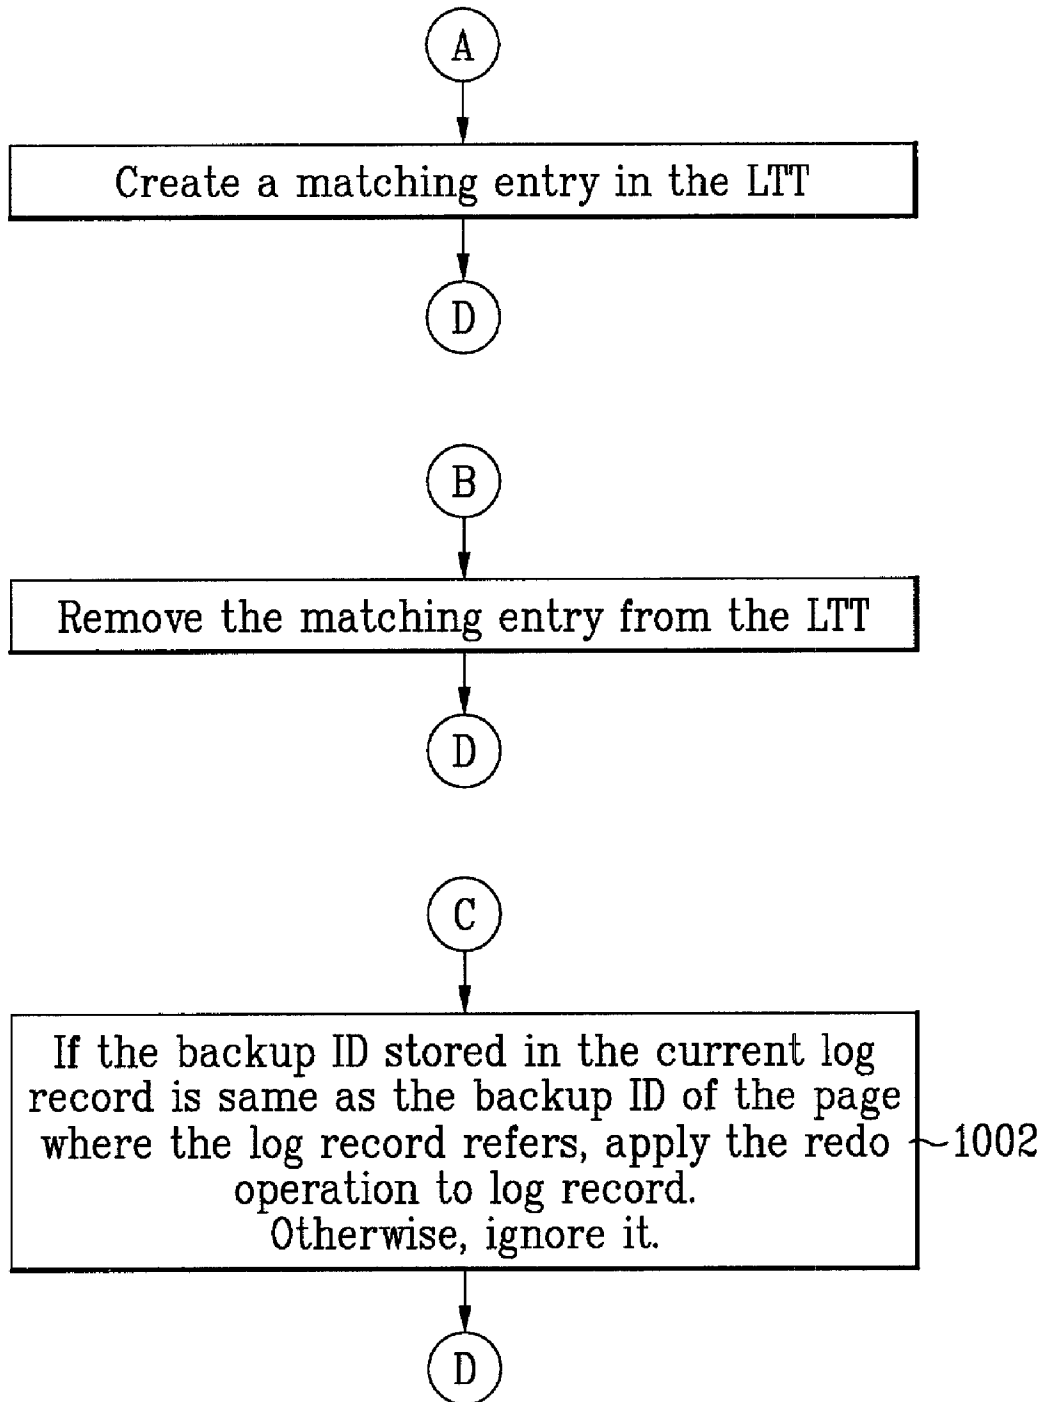 A
Create a matching entry in the LTT
D
B
Remove the matching entry from the LTT
D
C
If the backup ID stored in the current log
record is same as the backup ID of the page
where the log record refers, apply the redo
operation to log record.
Otherwise, ignore it.
1002
D